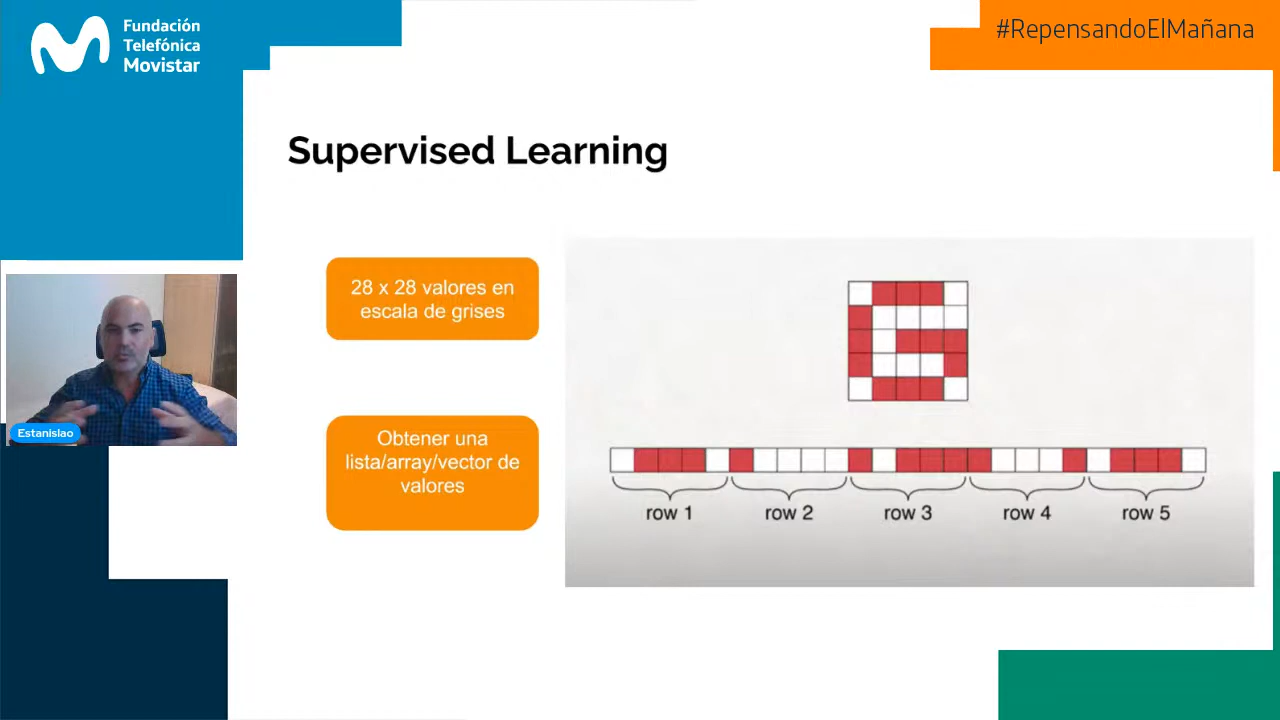 Fundación
Telefónica
Movistar
#RepensandoElMañana
Supervised Learning
28 x 28 valores en
escala de grises
Obtener una
lista/array/vector de
valores
Estanislao
row 1 row 2 row 3 row 4 row 5